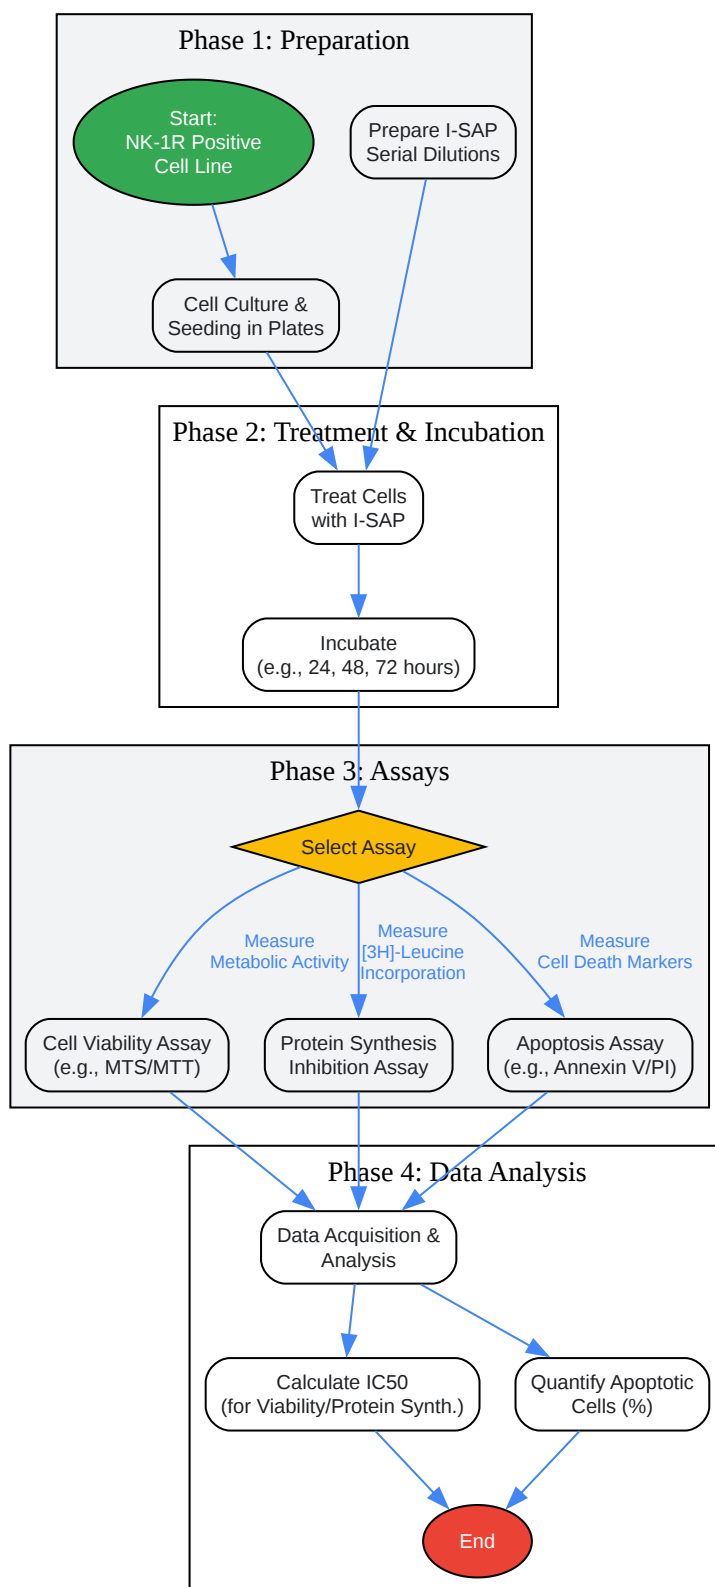 Phase 1: Preparation
Start:
NK-1R Positive
Cell Line
Prepare I-SAP
Serial Dilutions
Cell Culture &
Seeding in Plates
Phase 2: Treatment & Incubation
Treat Cells
with I-SAP
Incubate
(e.g., 24, 48, 72 hours)
Phase 3: Assays
Select Assay
Measure
Metabolic Activity
Measure
[3H]-Leucine
Incorporation
Measure
Cell Death Markers
Cell Viability Assay
(e.g., MTS/MTT)
Protein Synthesis
Inhibition Assay
Apoptosis Assay
(e.g., Annexin V/PI)
Phase 4: Data Analysis
Data Acquisition &
Analysis
Calculate IC50
(for Viability/Protein Synth.)
Quantify Apoptotic
Cells (%)
End